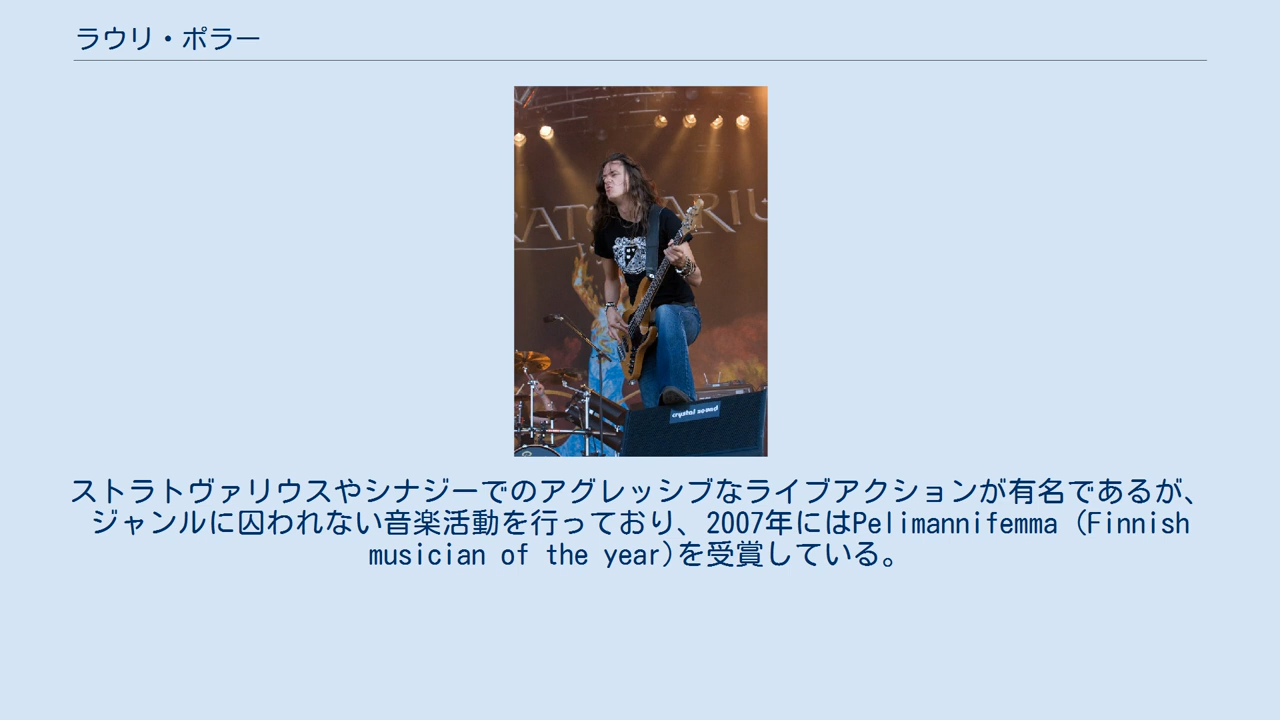 ラウリ・ポラー
RATOVARIU
crystal sound
ストラトヴァリウスやシナジーでのアグレッシブなライブアクションが有名であるが、
ジャンルに囚われない音楽活動を行っており、2007年にはPelimannifemma (Finnish
musician of the year)を受賞している。